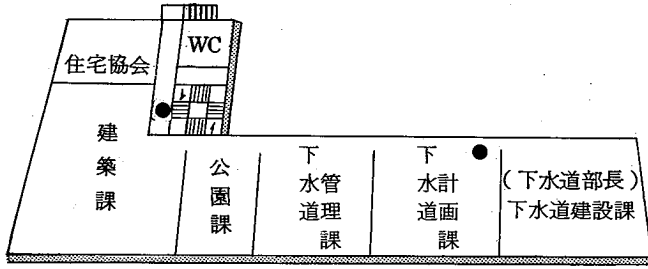 WC
住宅協会
建築課
公園課
下水道
管理課
下水道
計画課
(下水道部長)
下水道建設課